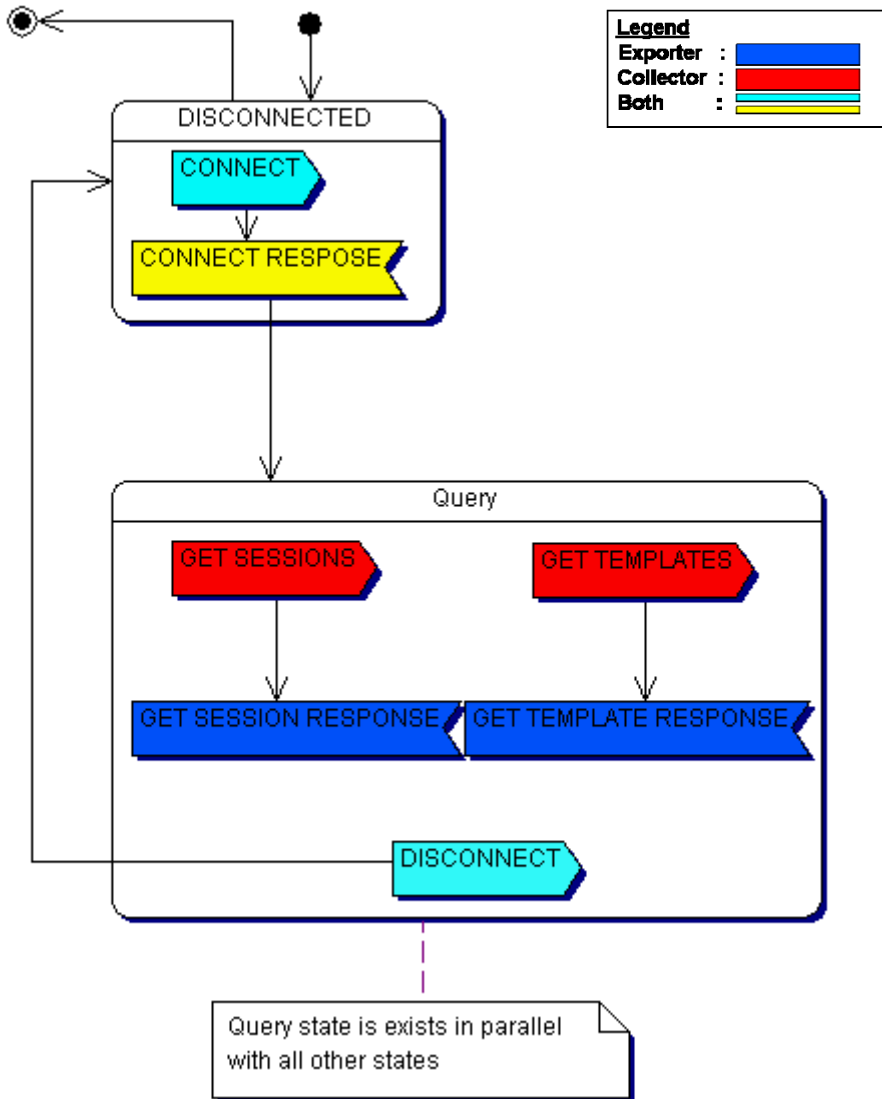 Legend
Exporter :
Collector :
Both :
DISCONNECTED
CONNECT
CONNECT RESPOSE
Query
GET SESSIONS
GET TEMPLATES
GET SESSION RESPONSE
GET TEMPLATE RESPONSE
DISCONNECT
Query state is exists in parallel
with all other states